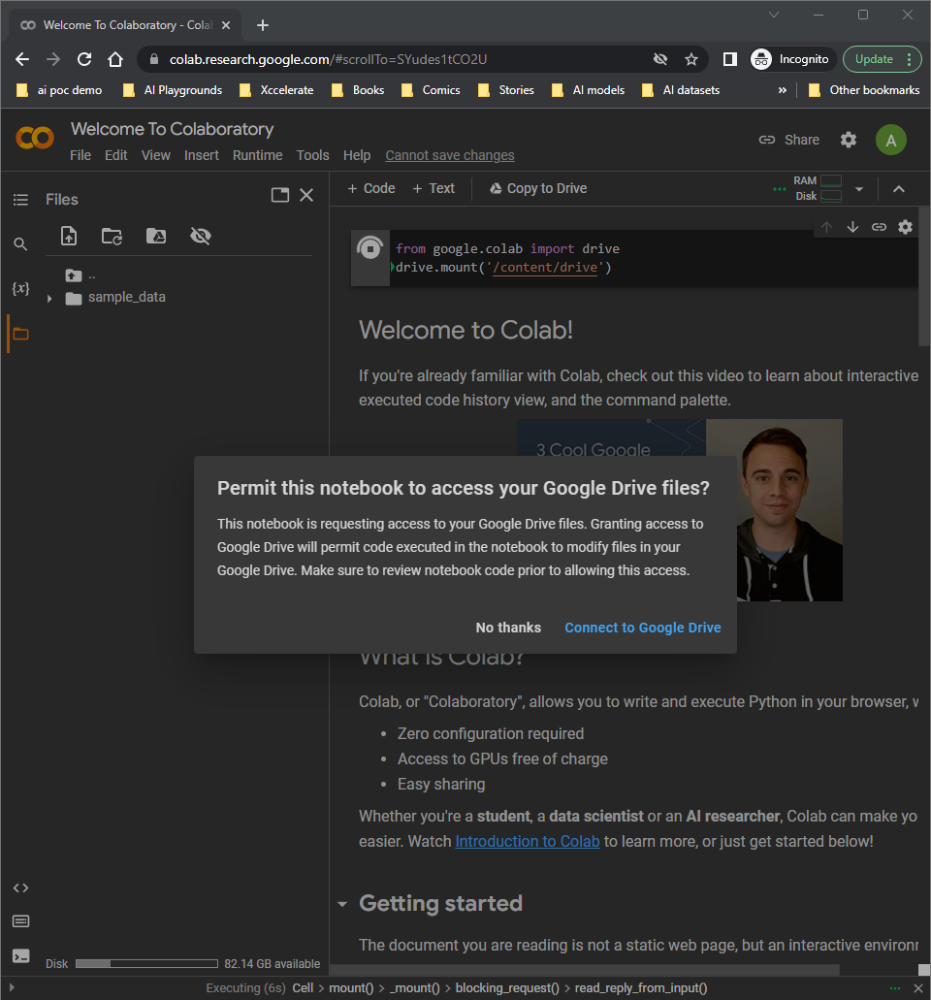 Welcome To Colaboratory - Cola
colab.research.google.com/#scrollTo=SYudes1tCO2U
Incognito
Update
ai poc demo
AI Playgrounds
Xccelerate
Books
Comics
Stories
AI models
AI datasets
»
Other bookmarks
Welcome To Colaboratory
File Edit View Insert Runtime Tools Help Cannot save changes
Share
A
Files
+ Code + Text Copy to Drive
RAM
Disk
{x}
..
sample_data
from google.colab import drive
drive.mount('/content/drive')
Welcome to Colab!
If you're already familiar with Colab, check out this video to learn about interactive
executed code history view, and the command palette.
3 Cool Google
Permit this notebook to access your Google Drive files?
This notebook is requesting access to your Google Drive files. Granting access to
Google Drive will permit code executed in the notebook to modify files in your
Google Drive. Make sure to review notebook code prior to allowing this access.
No thanks Connect to Google Drive
What is Colab?
Colab, or "Colaboratory", allows you to write and execute Python in your browser, w
• Zero configuration required
• Access to GPUs free of charge
• Easy sharing
Whether you're a student, a data scientist or an AI researcher, Colab can make yo
easier. Watch Introduction to Colab to learn more, or just get started below!
Getting started
The document you are reading is not a static web page, but an interactive environ
Disk 82.14 GB available
Executing (6s) Cell > mount() > _mount() > blocking_request() > read_reply_from_input()